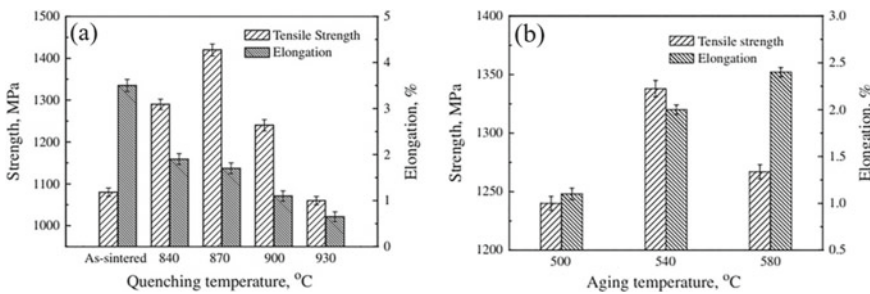 (a)
Tensile Strength
Elongation
Strength, MPa
1500
1400
1300
1200
1100
1000
Elongation, %
5
4
3
2
1
0
As-sintered 840 870 900 930
Quenching temperature, °C
(b)
Tensile strength
Elongation
Strength, MPa
1400
1350
1300
1250
1200
Elongation, %
3.0
2.5
2.0
1.5
1.0
0.5
500 540 580
Aging temperature, °C